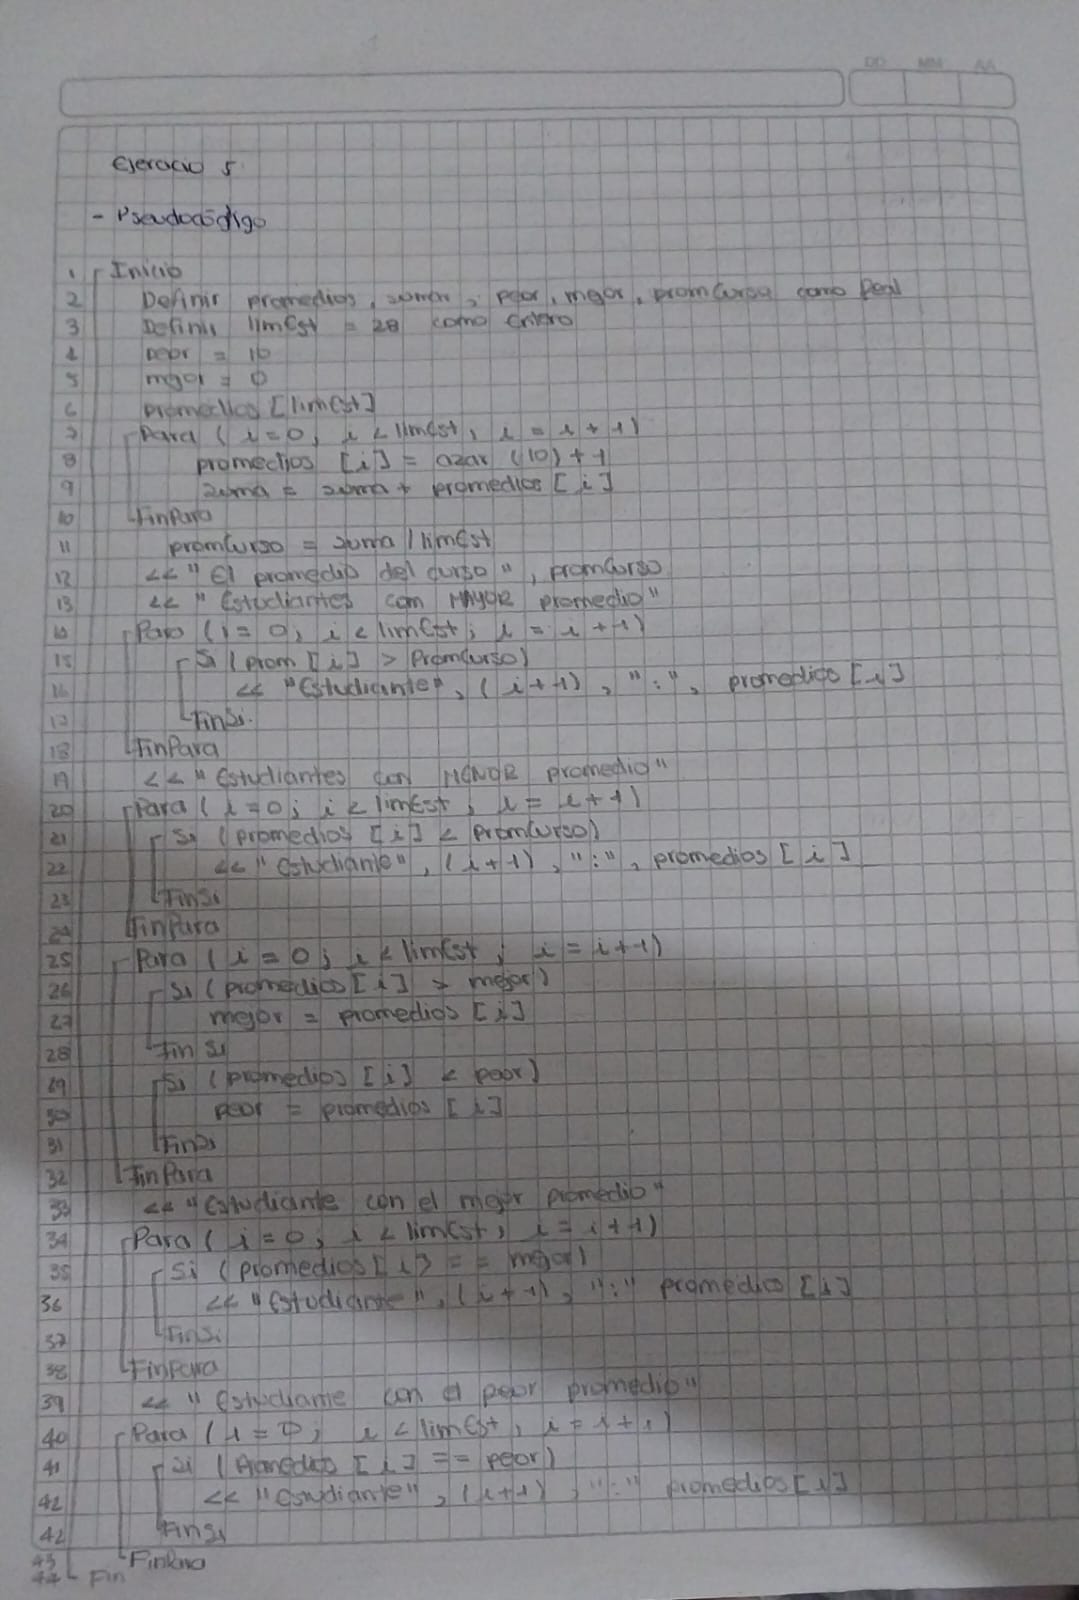 DD MM AA
Ejercicio 5
- Pseudocódigo
1 Inicio
2 Definir promedios, suma, peor, mejor, promCurso como Real
3 Definir limEst = 28 como Entero
4 peor = 10
5 mejor = 0
6 promedios [limEst]
7 Para (i=0, i < limEst, i = i + 1)
8 promedios [i] = azar (10) + 1
9 suma = suma + promedios [i]
10 FinPara
11 promCurso = suma / limEst
12 << "El promedio del curso", promCurso
13 << "Estudiantes con MAYOR promedio"
14 Para (i = 0, i < limEst; i = i + 1)
15 Si (prom [i] > PromCurso)
16 << "Estudiante", (i+1), ":", promedios [i]
17 FinSi.
18 FinPara
19 << "Estudiantes con MENOR promedio"
20 Para (i = 0; i < limEst; i = i + 1)
21 Si (promedios [i] < PromCurso)
22 << "Estudiante", (i+1), ":", promedios [i]
23 FinSi
24 FinPara
25 Para (i = 0; i < limEst; i = i+1)
26 Si (promedios [i] > mejor)
27 mejor = promedios [i]
28 Fin Si
29 Si (promedios [i] < peor)
30 peor = promedios [i]
31 FinSi
32 FinPara
33 << "Estudiante con el mejor promedio"
34 Para (i = 0; i < limEst; i = i + 1)
35 Si (promedios [i] == mejor)
36 << "Estudiante", (i + 1), ":" promedios [i]
37 FinSi
38 FinPara
39 << "Estudiante con el peor promedio"
40 Para (i = 0; i < limEst, i = i + 1)
41 Si (Promedios [i] == peor)
42 << "Estudiante", (i+1), ":" promedios [i]
42 FinSi
43 FinPara
44 Fin